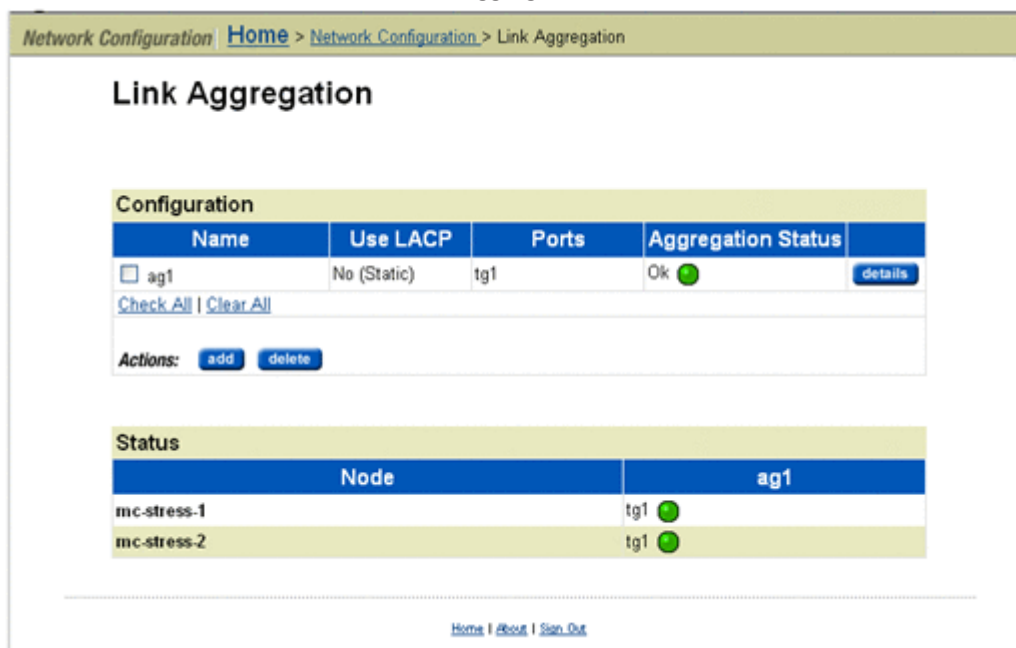 Network Configuration Home > Network Configuration > Link Aggregation
Link Aggregation
Configuration
Name Use LACP Ports Aggregation Status
ag1 No (Static) tg1 Ok details
Check All | Clear All
Actions: add delete
Status
Node ag1
mc-stress-1 tg1
mc-stress-2 tg1
Home | About | Sign Out